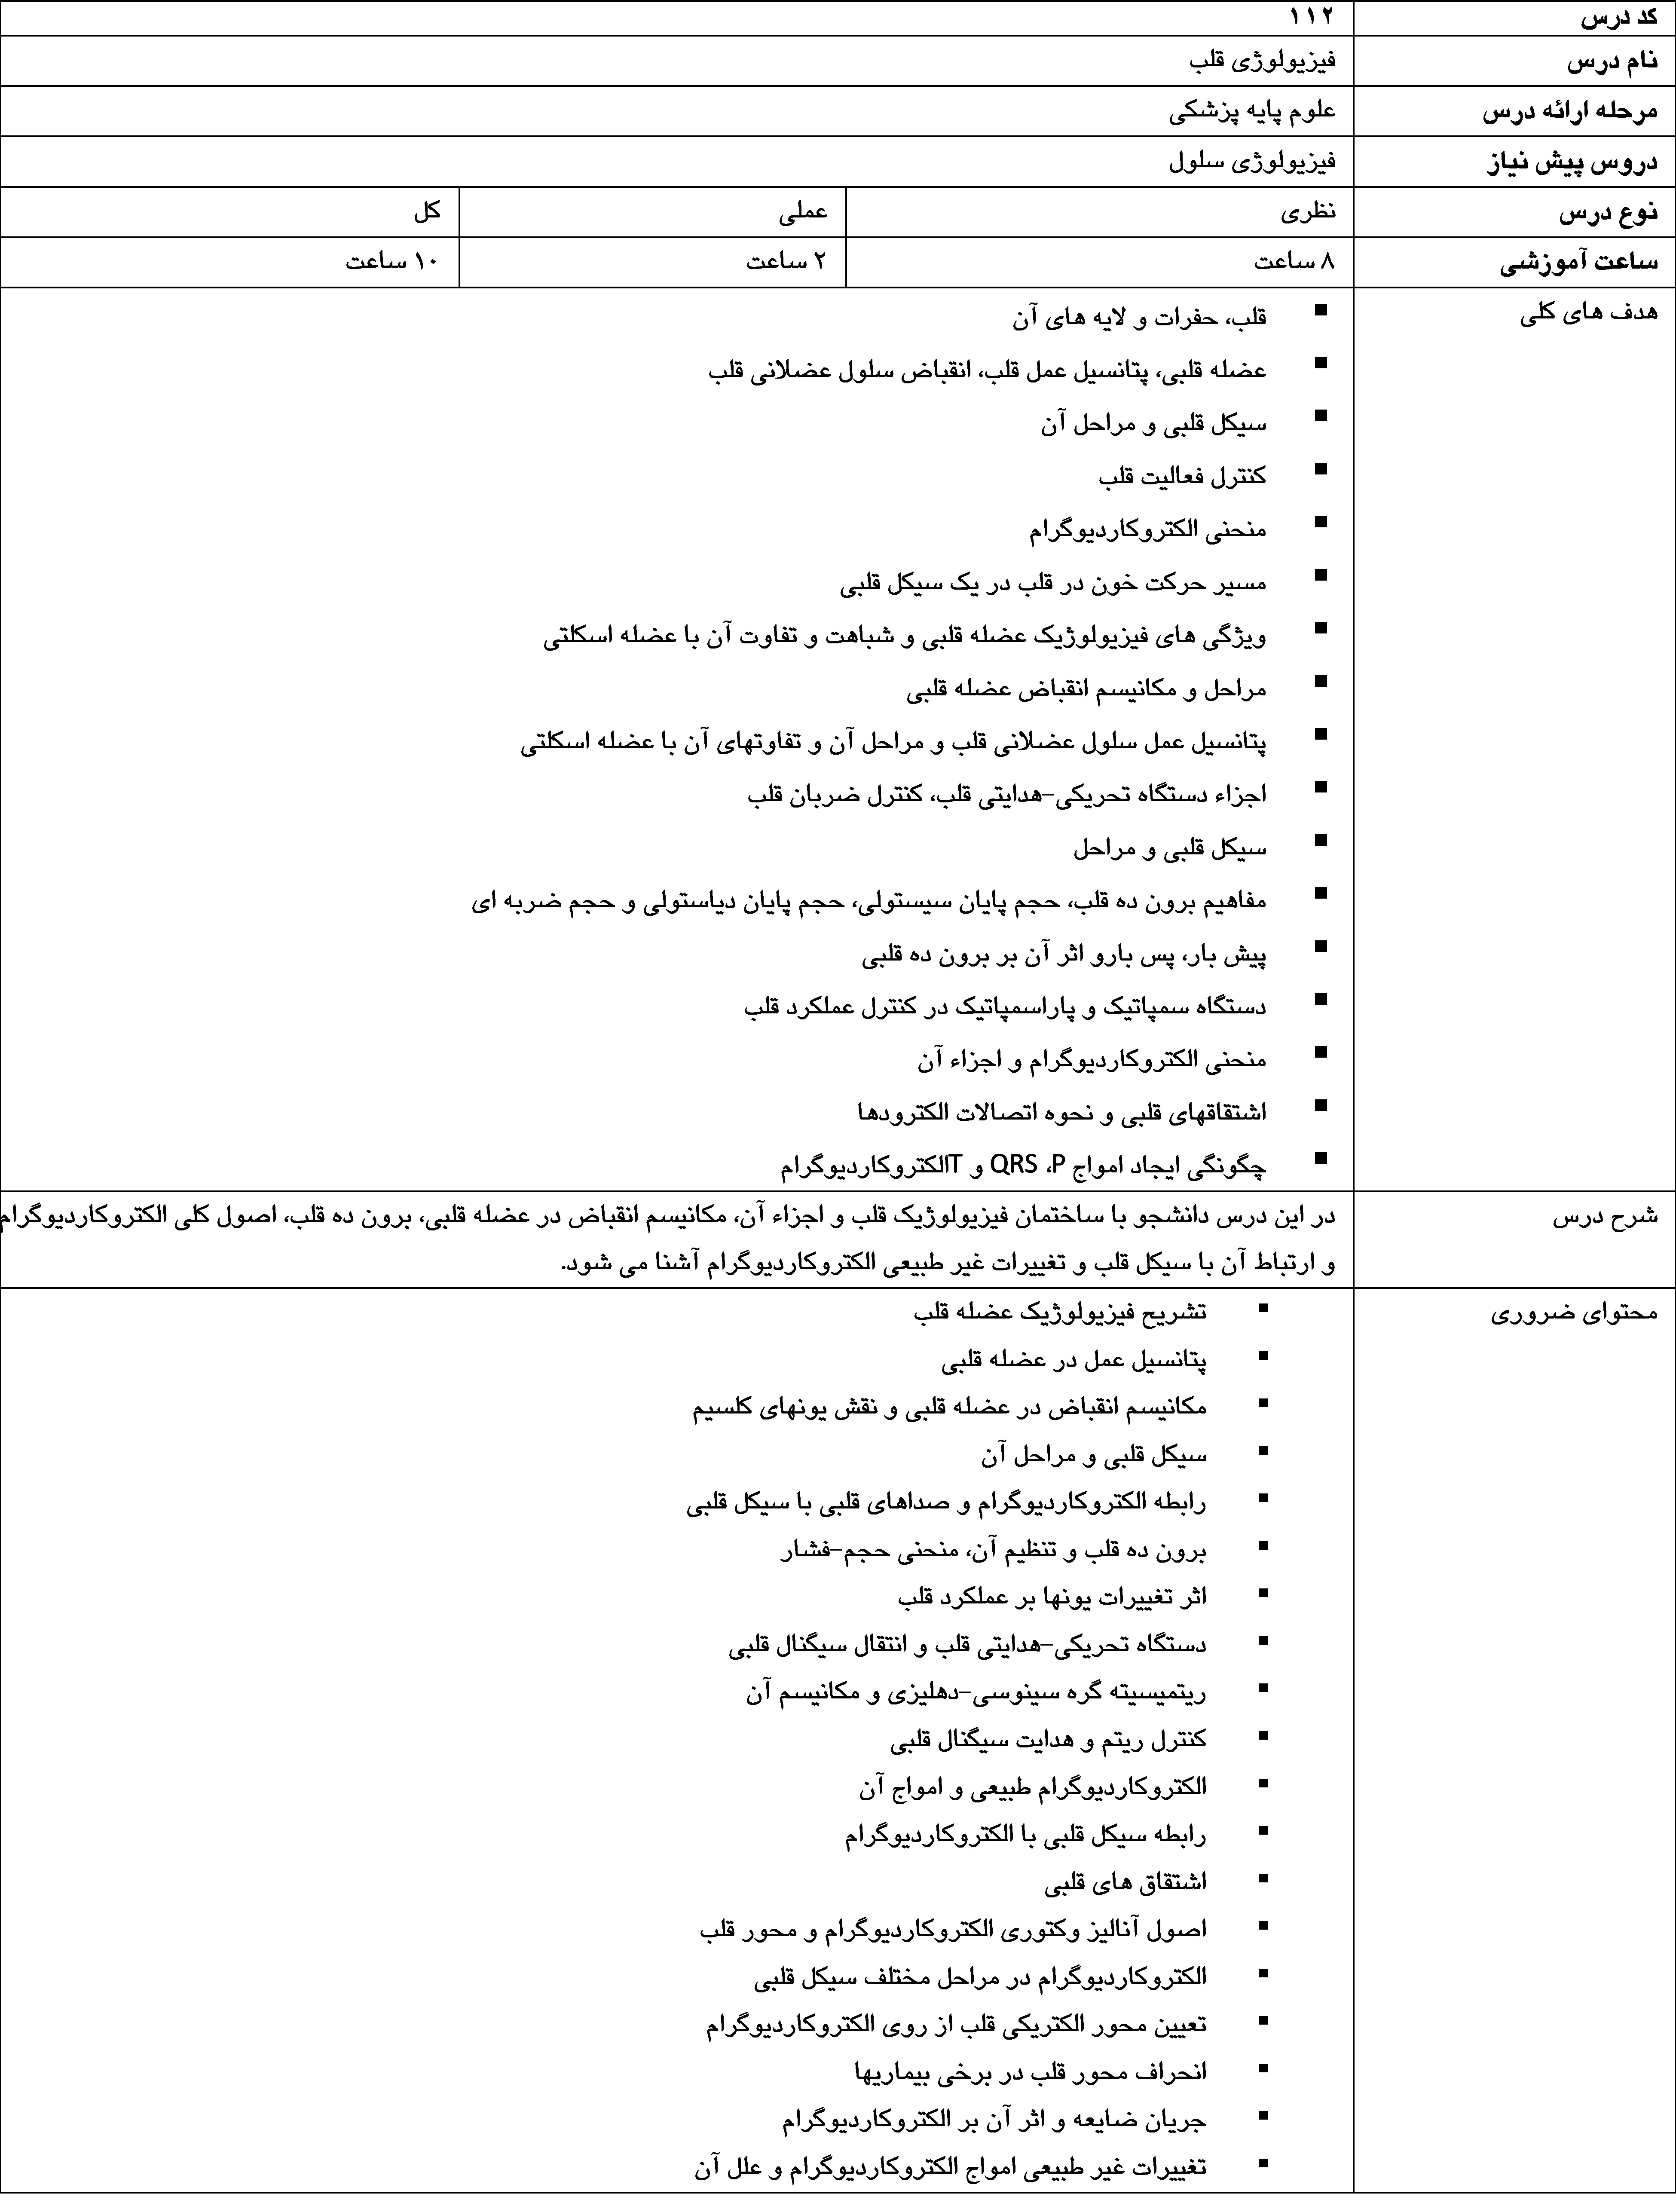 کد درس ۱۱۲
نام درس فیزیولوژی قلب
مرحله ارائه درس علوم پایه پزشکی
دروس پیش نیاز فیزیولوژی سلول
نوع درس نظری عملی کل
ساعت آموزشی ۸ ساعت ۲ ساعت ۱۰ ساعت
هدف های کلی
▪ قلب، حفرات و لایه های آن
▪ عضله قلبی، پتانسیل عمل قلب، انقباض سلول عضلانی قلب
▪ سیکل قلبی و مراحل آن
▪ کنترل فعالیت قلب
▪ منحنی الکتروکاردیوگرام
▪ مسیر حرکت خون در قلب در یک سیکل قلبی
▪ ویژگی های فیزیولوژیک عضله قلبی و شباهت و تفاوت آن با عضله اسکلتی
▪ مراحل و مکانیسم انقباض عضله قلبی
▪ پتانسیل عمل سلول عضلانی قلب و مراحل آن و تفاوتهای آن با عضله اسکلتی
▪ اجزاء دستگاه تحریکی-هدایتی قلب، کنترل ضربان قلب
▪ سیکل قلبی و مراحل
▪ مفاهیم برون ده قلب، حجم پایان سیستولی، حجم پایان دیاستولی و حجم ضربه ای
▪ پیش بار، پس بارو اثر آن بر برون ده قلبی
▪ دستگاه سمپاتیک و پاراسمپاتیک در کنترل عملکرد قلب
▪ منحنی الکتروکاردیوگرام و اجزاء آن
▪ اشتقاقهای قلبی و نحوه اتصالات الکترودها
▪ چگونگی ایجاد امواج P، QRS و Tالکتروکاردیوگرام
شرح درس در این درس دانشجو با ساختمان فیزیولوژیک قلب و اجزاء آن، مکانیسم انقباض در عضله قلبی، برون ده قلب، اصول کلی الکتروکاردیوگرام
و ارتباط آن با سیکل قلب و تغییرات غیر طبیعی الکتروکاردیوگرام آشنا می شود.
محتوای ضروری
▪ تشریح فیزیولوژیک عضله قلب
▪ پتانسیل عمل در عضله قلبی
▪ مکانیسم انقباض در عضله قلبی و نقش یونهای کلسیم
▪ سیکل قلبی و مراحل آن
▪ رابطه الکتروکاردیوگرام و صداهای قلبی با سیکل قلبی
▪ برون ده قلب و تنظیم آن، منحنی حجم-فشار
▪ اثر تغییرات یونها بر عملکرد قلب
▪ دستگاه تحریکی-هدایتی قلب و انتقال سیگنال قلبی
▪ ریتمیسیته گره سینوسی-دهلیزی و مکانیسم آن
▪ کنترل ریتم و هدایت سیگنال قلبی
▪ الکتروکاردیوگرام طبیعی و امواج آن
▪ رابطه سیکل قلبی با الکتروکاردیوگرام
▪ اشتقاق های قلبی
▪ اصول آنالیز وکتوری الکتروکاردیوگرام و محور قلب
▪ الکتروکاردیوگرام در مراحل مختلف سیکل قلبی
▪ تعیین محور الکتریکی قلب از روی الکتروکاردیوگرام
▪ انحراف محور قلب در برخی بیماریها
▪ جریان ضایعه و اثر آن بر الکتروکاردیوگرام
▪ تغییرات غیر طبیعی امواج الکتروکاردیوگرام و علل آن